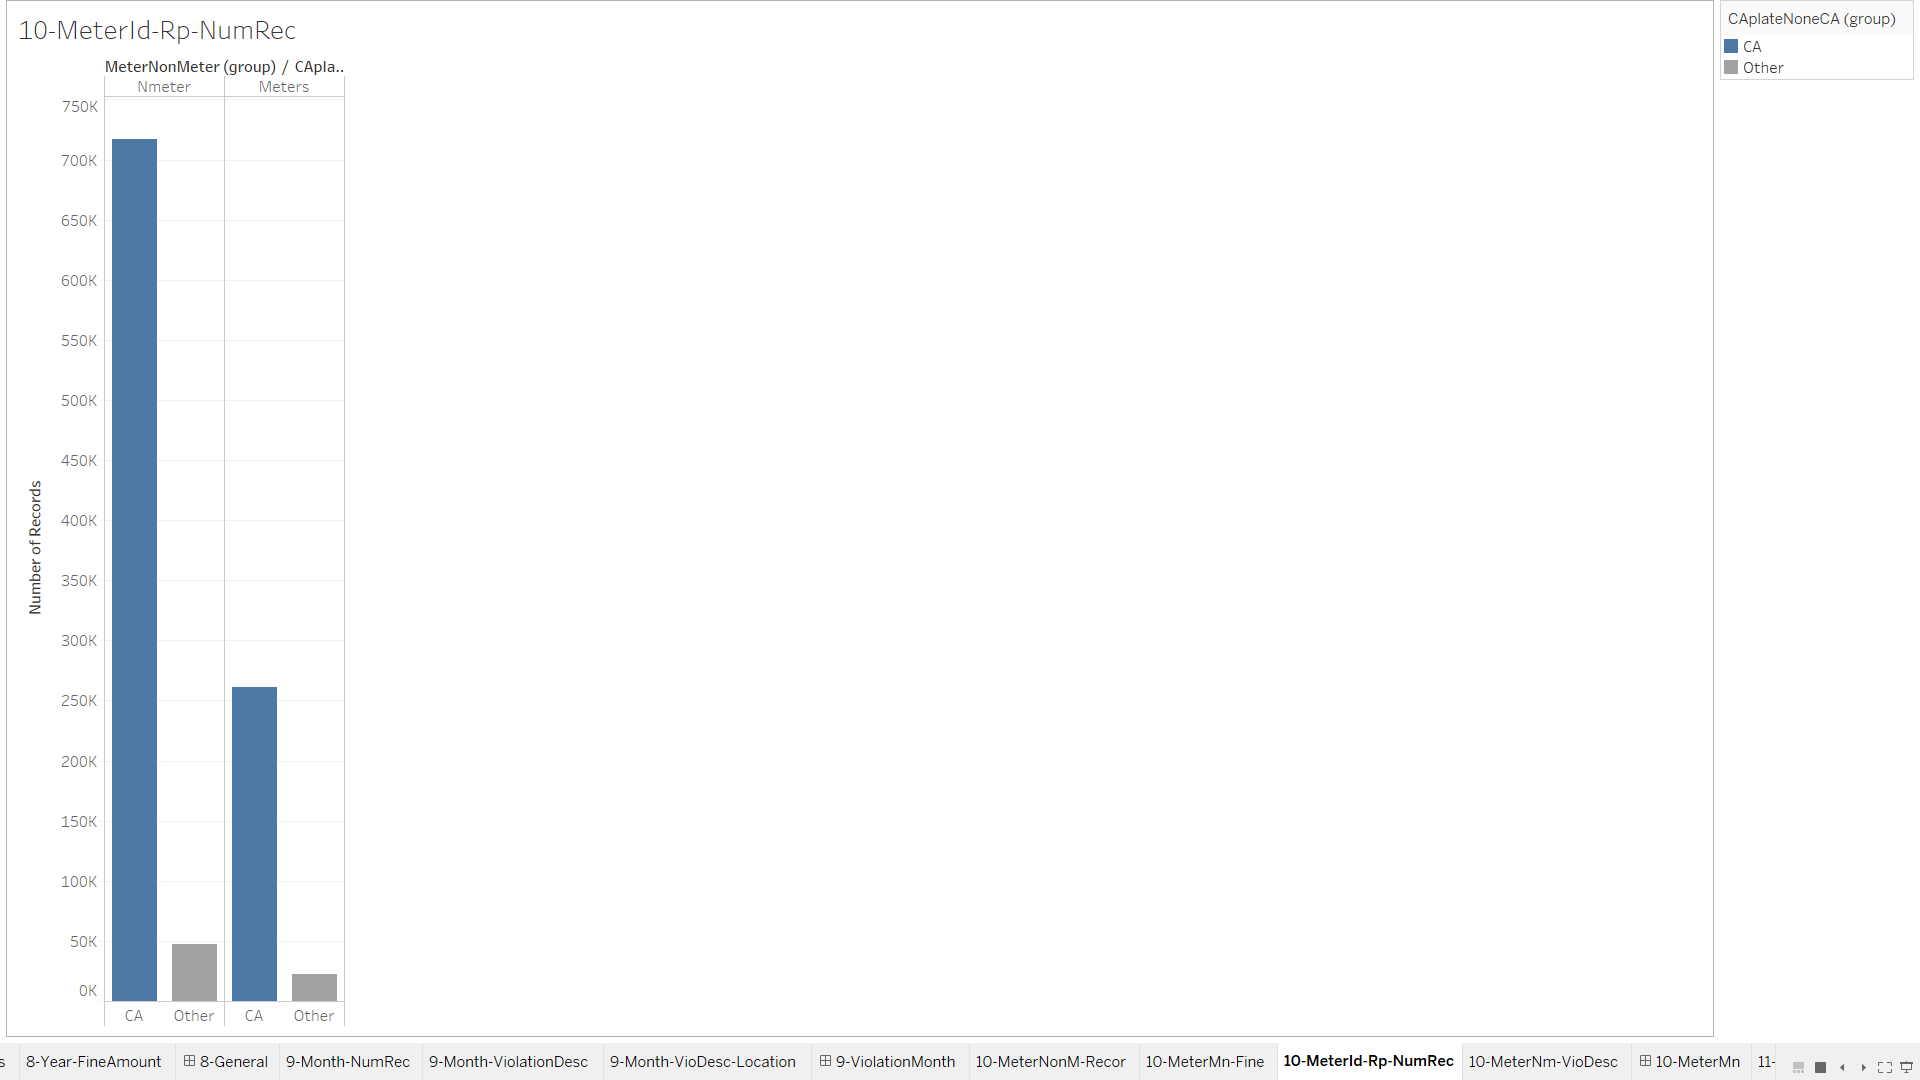 10-MeterId-Rp-NumRec
MeterNonMeter (group) / CApla..
Nmeter Meters
750K
700K
650K
600K
550K
500K
450K
400K
350K
300K
250K
200K
150K
100K
50K
0K
Number of Records
CA Other CA Other
CAplateNoneCA (group)
CA
Other
s 8-Year-FineAmount 8-General 9-Month-NumRec 9-Month-ViolationDesc 9-Month-VioDesc-Location 9-ViolationMonth 10-MeterNonM-Recor 10-MeterMn-Fine 10-MeterId-Rp-NumRec 10-MeterNm-VioDesc 10-MeterMn 11-